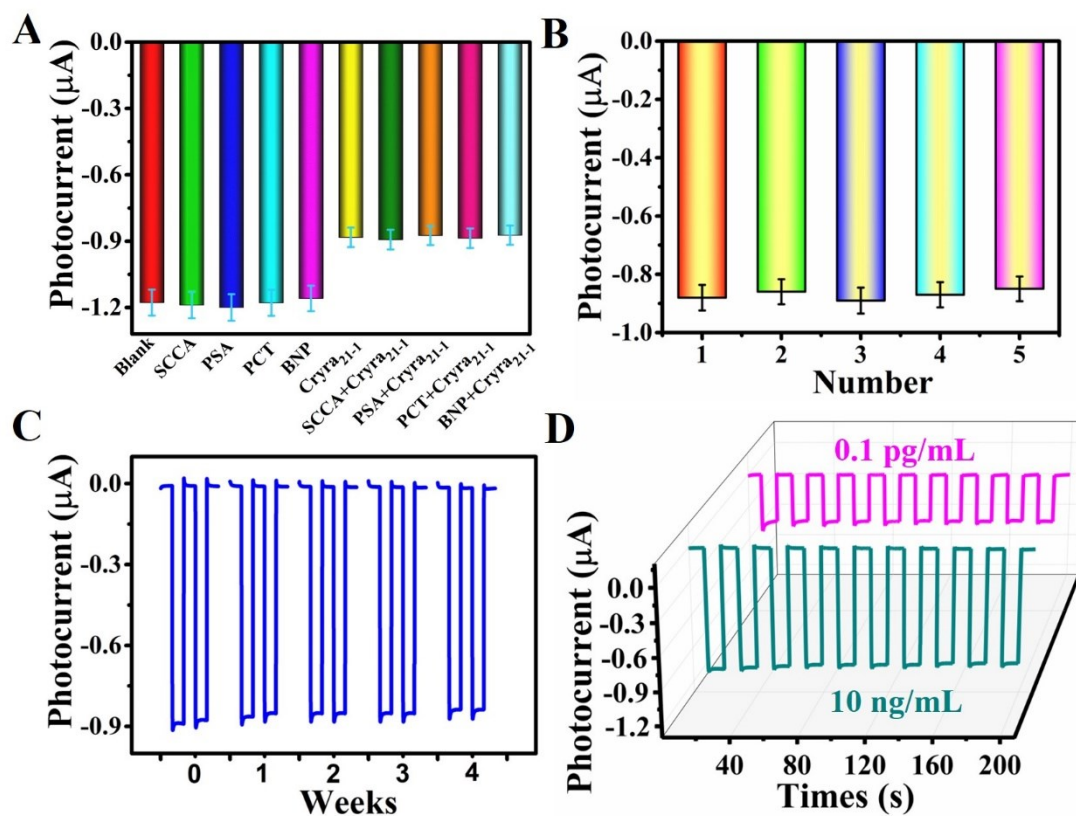 A
Photocurrent (μA)
0.0
-0.3
-0.6
-0.9
-1.2
Blank
SCCA
PSA
PCT
BNP
Cryra21-1
SCCA+Cryra21-1
PSA+Cryra21-1
PCT+Cryra21-1
BNP+Cryra21-1
B
Photocurrent (μA)
0.0
-0.2
-0.4
-0.6
-0.8
-1.0
1 2 3 4 5
Number
C
Photocurrent (μA)
0.0
-0.3
-0.6
-0.9
0 1 2 3 4
Weeks
D
0.1 pg/mL
10 ng/mL
Photocurrent (μA)
0.0
-0.3
-0.6
-0.9
-1.2
40 80 120 160 200
Times (s)